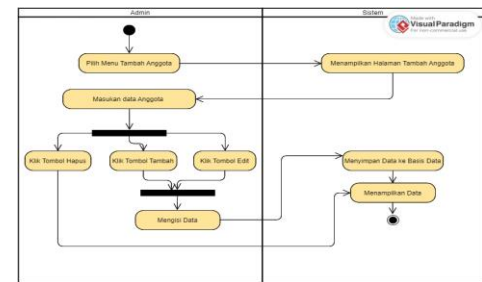 Admin
Sistem
Made with
Visual Paradigm
For non-commercial use
Pilih Menu Tambah Anggota
Menampilkan Halaman Tambah Anggota
Masukan data Anggota
Klik Tombol Hapus
Klik Tombol Tambah
Klik Tombol Edit
Menyimpan Data ke Basis Data
Menampilkan Data
Mengisi Data